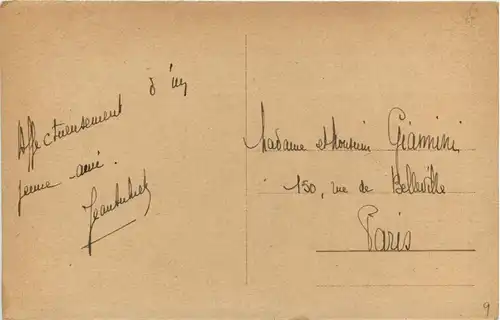 Affectueusement d'un
jeune ami.
Madame et Monsieur Giannini
150, rue de Belleville
Paris
9